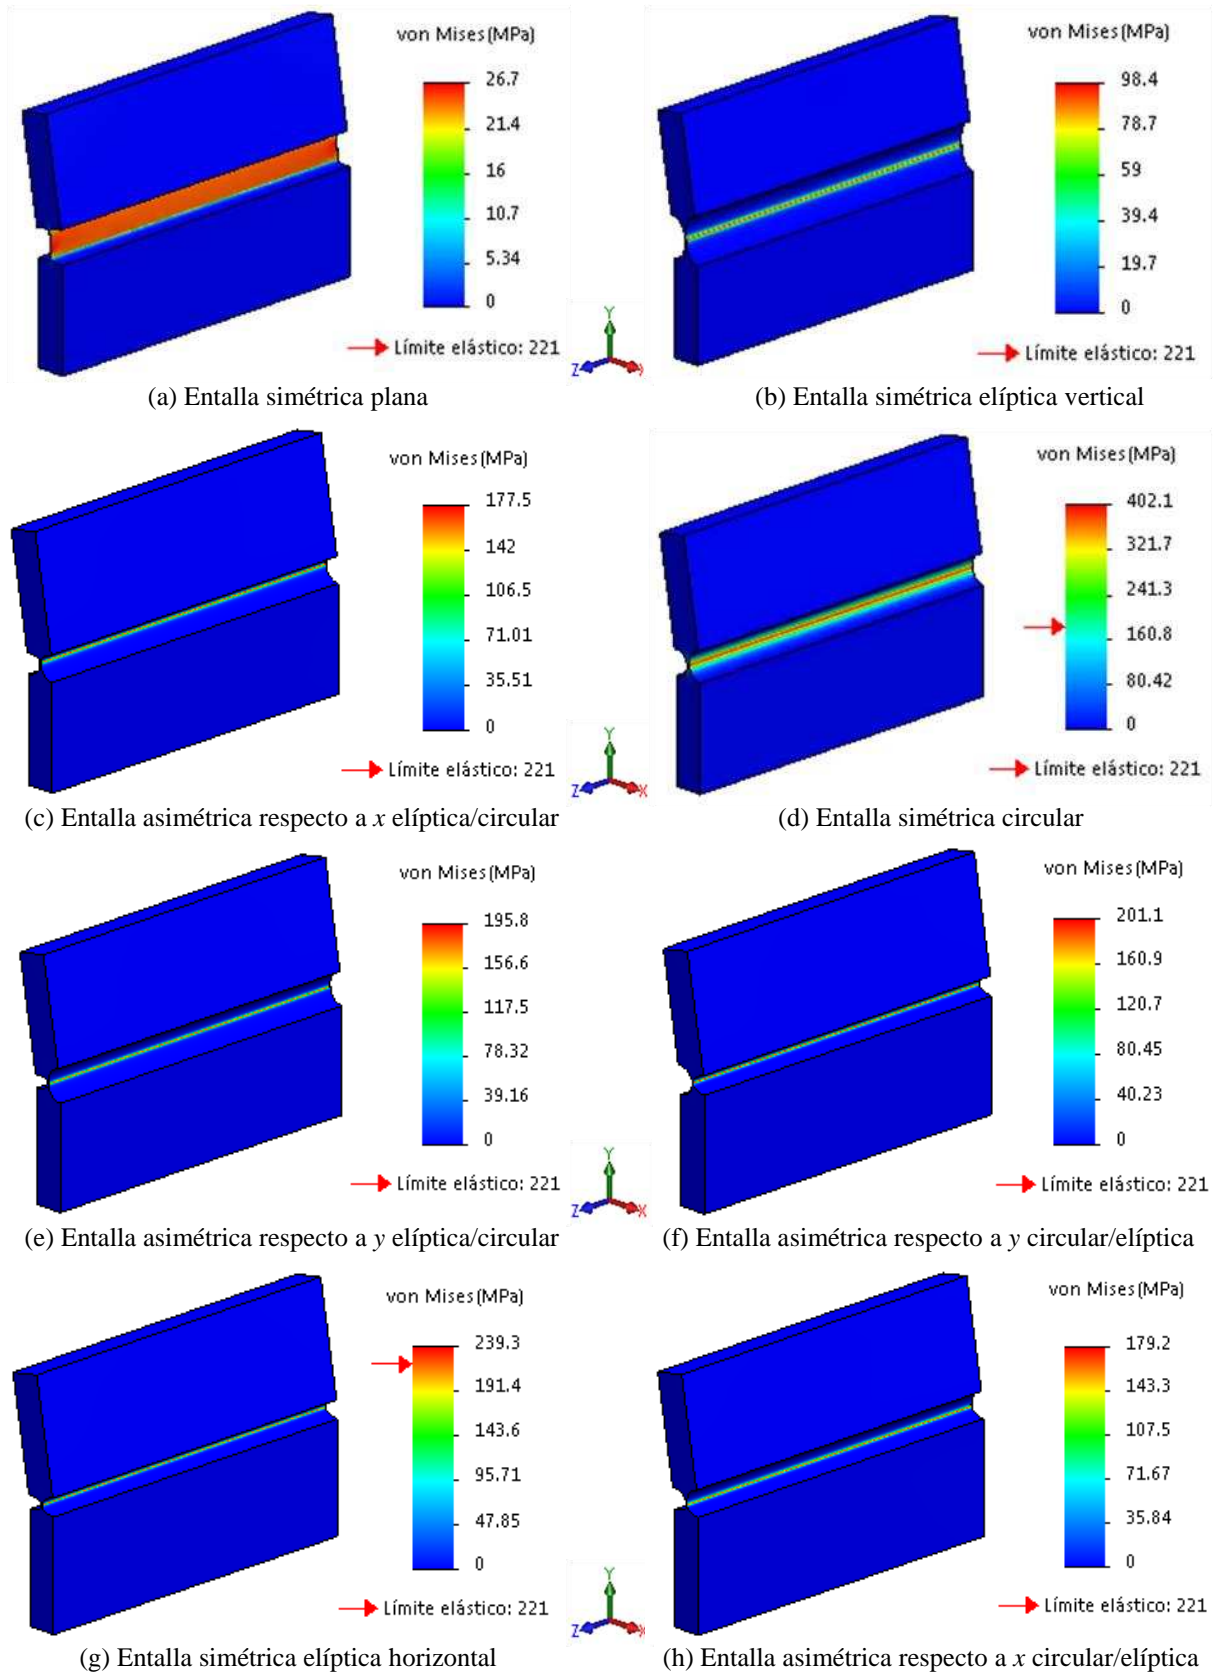 von Mises(MPa)
26.7
21.4
16
10.7
5.34
0
Límite elástico: 221
(a) Entalla simétrica plana
von Mises(MPa)
98.4
78.7
59
39.4
19.7
0
Límite elástico: 221
Y
Z
X
(b) Entalla simétrica elíptica vertical
von Mises(MPa)
177.5
142
106.5
71.01
35.51
0
Límite elástico: 221
(c) Entalla asimétrica respecto a x elíptica/circular
von Mises(MPa)
402.1
321.7
241.3
160.8
80.42
0
Límite elástico: 221
Y
Z
X
(d) Entalla simétrica circular
von Mises(MPa)
195.8
156.6
117.5
78.32
39.16
0
Límite elástico: 221
(e) Entalla asimétrica respecto a y elíptica/circular
von Mises(MPa)
201.1
160.9
120.7
80.45
40.23
0
Límite elástico: 221
Y
Z
X
(f) Entalla asimétrica respecto a y circular/elíptica
von Mises(MPa)
239.3
191.4
143.6
95.71
47.85
0
Límite elástico: 221
(g) Entalla simétrica elíptica horizontal
von Mises(MPa)
179.2
143.3
107.5
71.67
35.84
0
Límite elástico: 221
Y
Z
X
(h) Entalla asimétrica respecto a x circular/elíptica